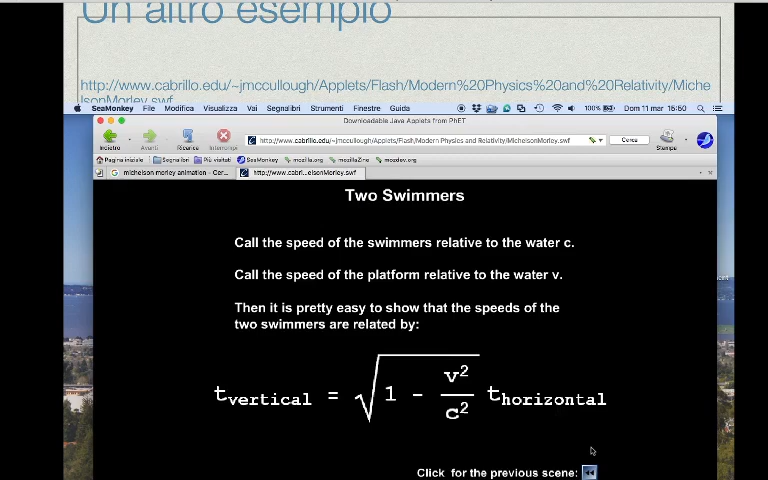 Un altro esempio
http://www.cabrillo.edu/~jmccullough/Applets/Flash/Modern%20Physics%20and%20Relativity/Miche
lsonMorley.swf
SeaMonkey File Modifica Visualizza Vai Segnalibri Strumenti Finestre Guida 100% Dom 11 mar 16:50
Downloadable Java Applets from PhET
Indietro Avanti Ricarica Interrompi http://www.cabrillo.edu/~jmccullough/Applets/Flash/Modern Physics and Relativity/MichelsonMorley.swf Cerca Stampa
Pagina iniziale Segnalibri Più visitati SeaMonkey mozilla.org mozillaZine mozdev.org
michelson morley animation - Cer... http://www.cabril...elsonMorley.swf
Two Swimmers
Call the speed of the swimmers relative to the water c.
Call the speed of the platform relative to the water v.
Then it is pretty easy to show that the speeds of the
two swimmers are related by:
t_vertical = √(1 - v²/c²) t_horizontal
Click for the previous scene: